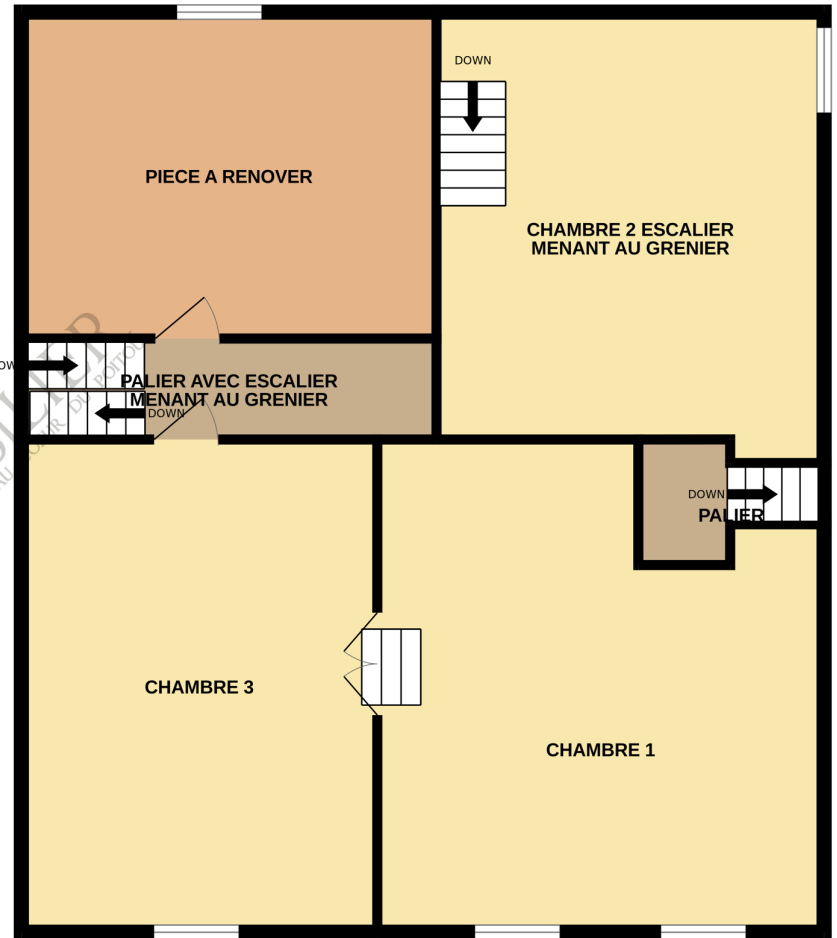 DOWN
PIECE A RENOVER
CHAMBRE 2 ESCALIER
MENANT AU GRENIER
PALIER AVEC ESCALIER
MENANT AU GRENIER
DOWN
DOWN
PALIER
CHAMBRE 3
CHAMBRE 1